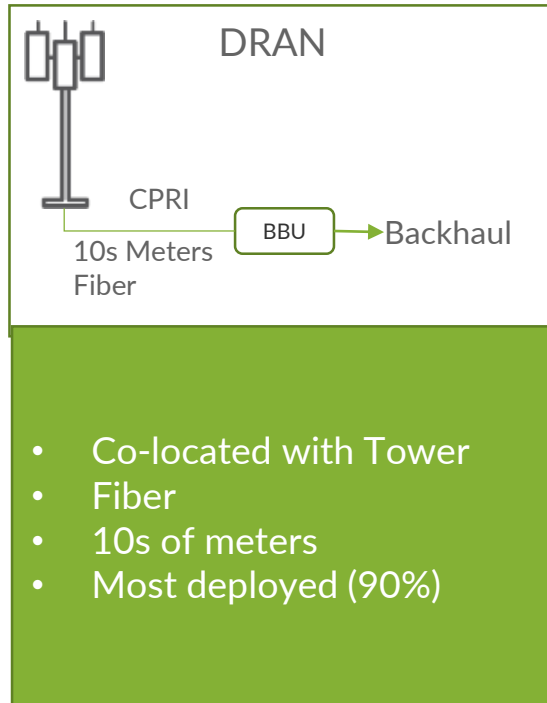 DRAN
CPRI
10s Meters
Fiber
BBU
Backhaul
• Co-located with Tower
• Fiber
• 10s of meters
• Most deployed (90%)